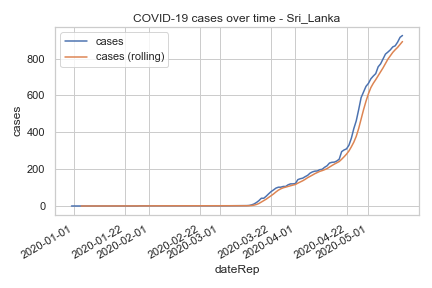 COVID-19 cases over time - Sri_Lanka
cases
cases (rolling)
cases
800
600
400
200
0
2020-01-01
2020-01-22
2020-02-01
2020-02-22
2020-03-01
2020-03-22
2020-04-01
2020-04-22
2020-05-01
dateRep